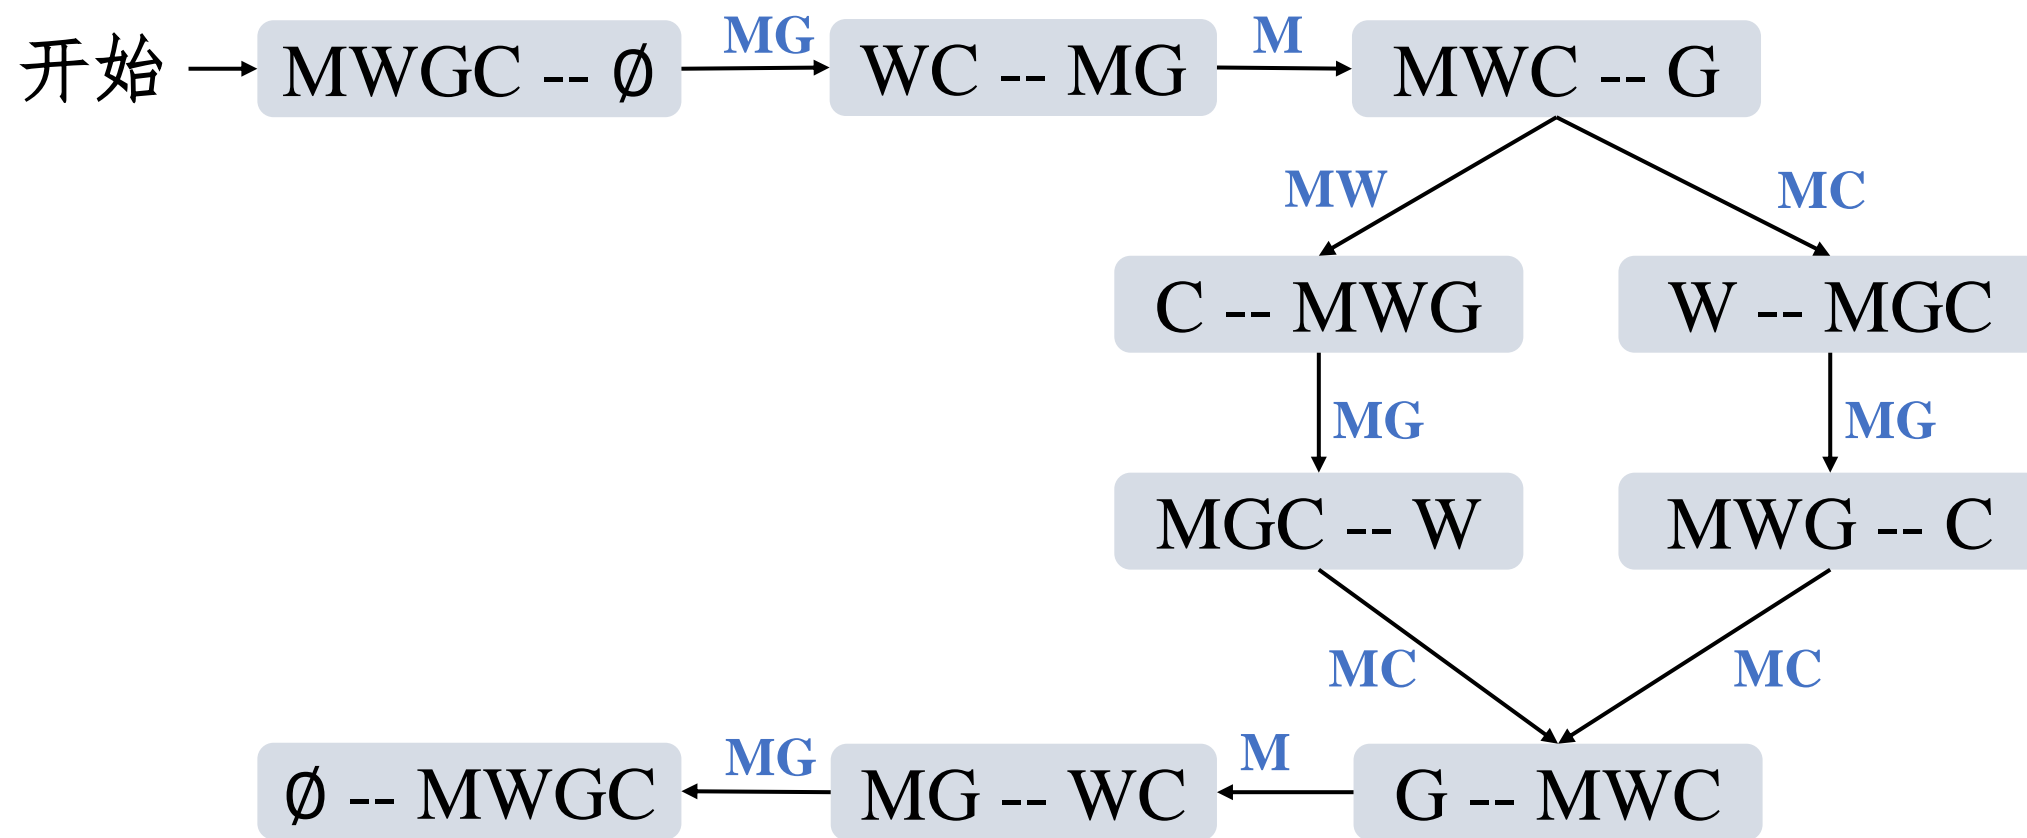 开始
MWGC -- Ø
MG
WC -- MG
M
MWC -- G
MW
MC
C -- MWG
W -- MGC
MG
MG
MGC -- W
MWG -- C
MC
MC
Ø -- MWGC
MG
MG -- WC
M
G -- MWC